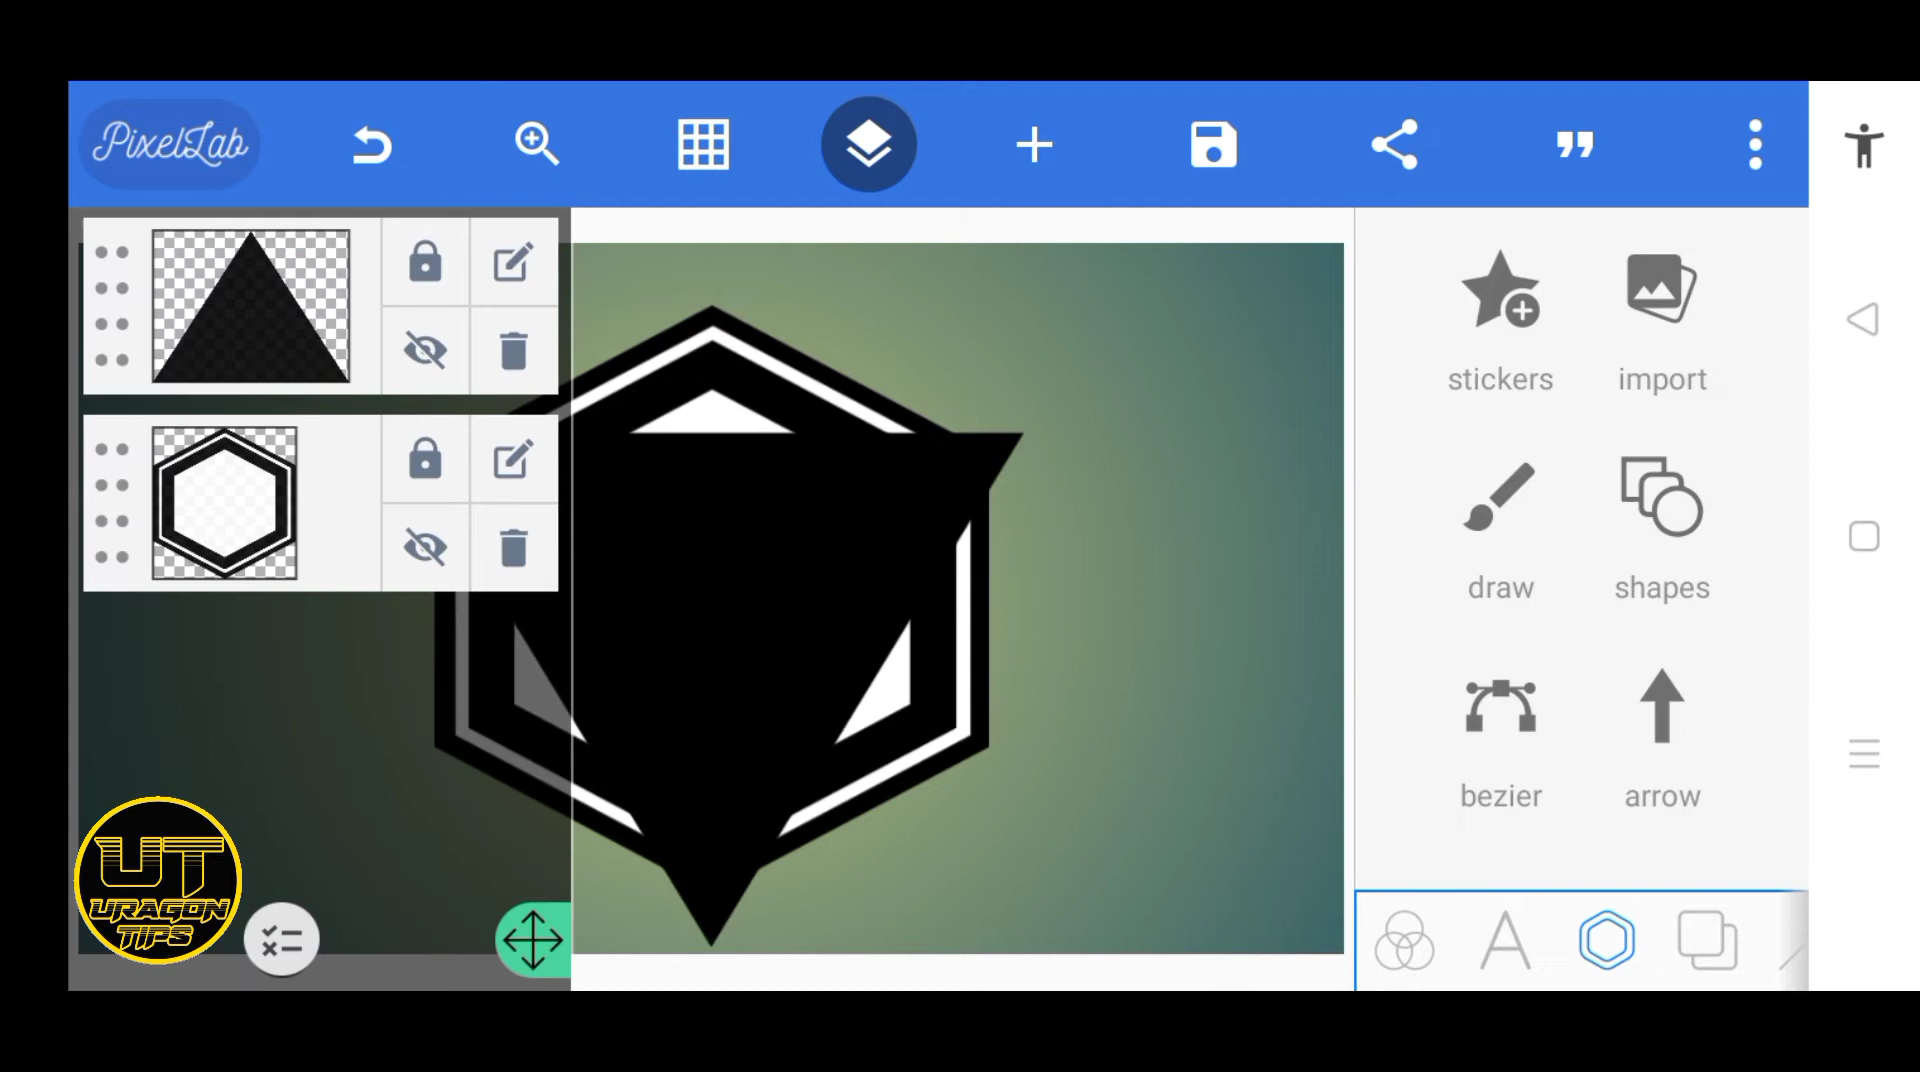 PixelLab
stickers
import
draw
shapes
bezier
arrow
UT
URAGON
TIPS